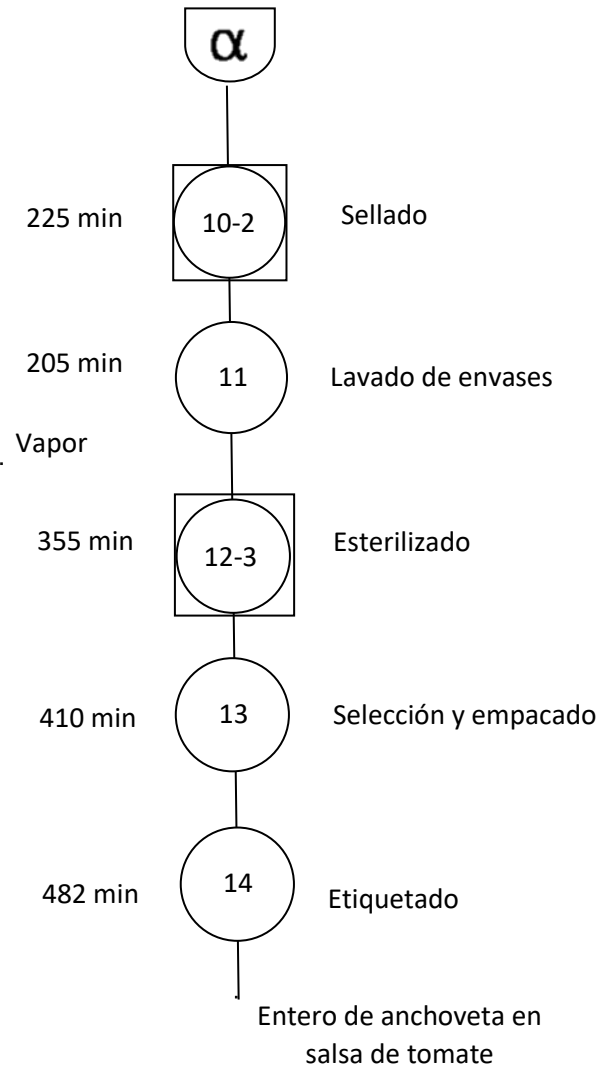 α
225 min
10-2
Sellado
205 min
11
Lavado de envases
Vapor
355 min
12-3
Esterilizado
410 min
13
Selección y empacado
482 min
14
Etiquetado
Entero de anchoveta en
salsa de tomate